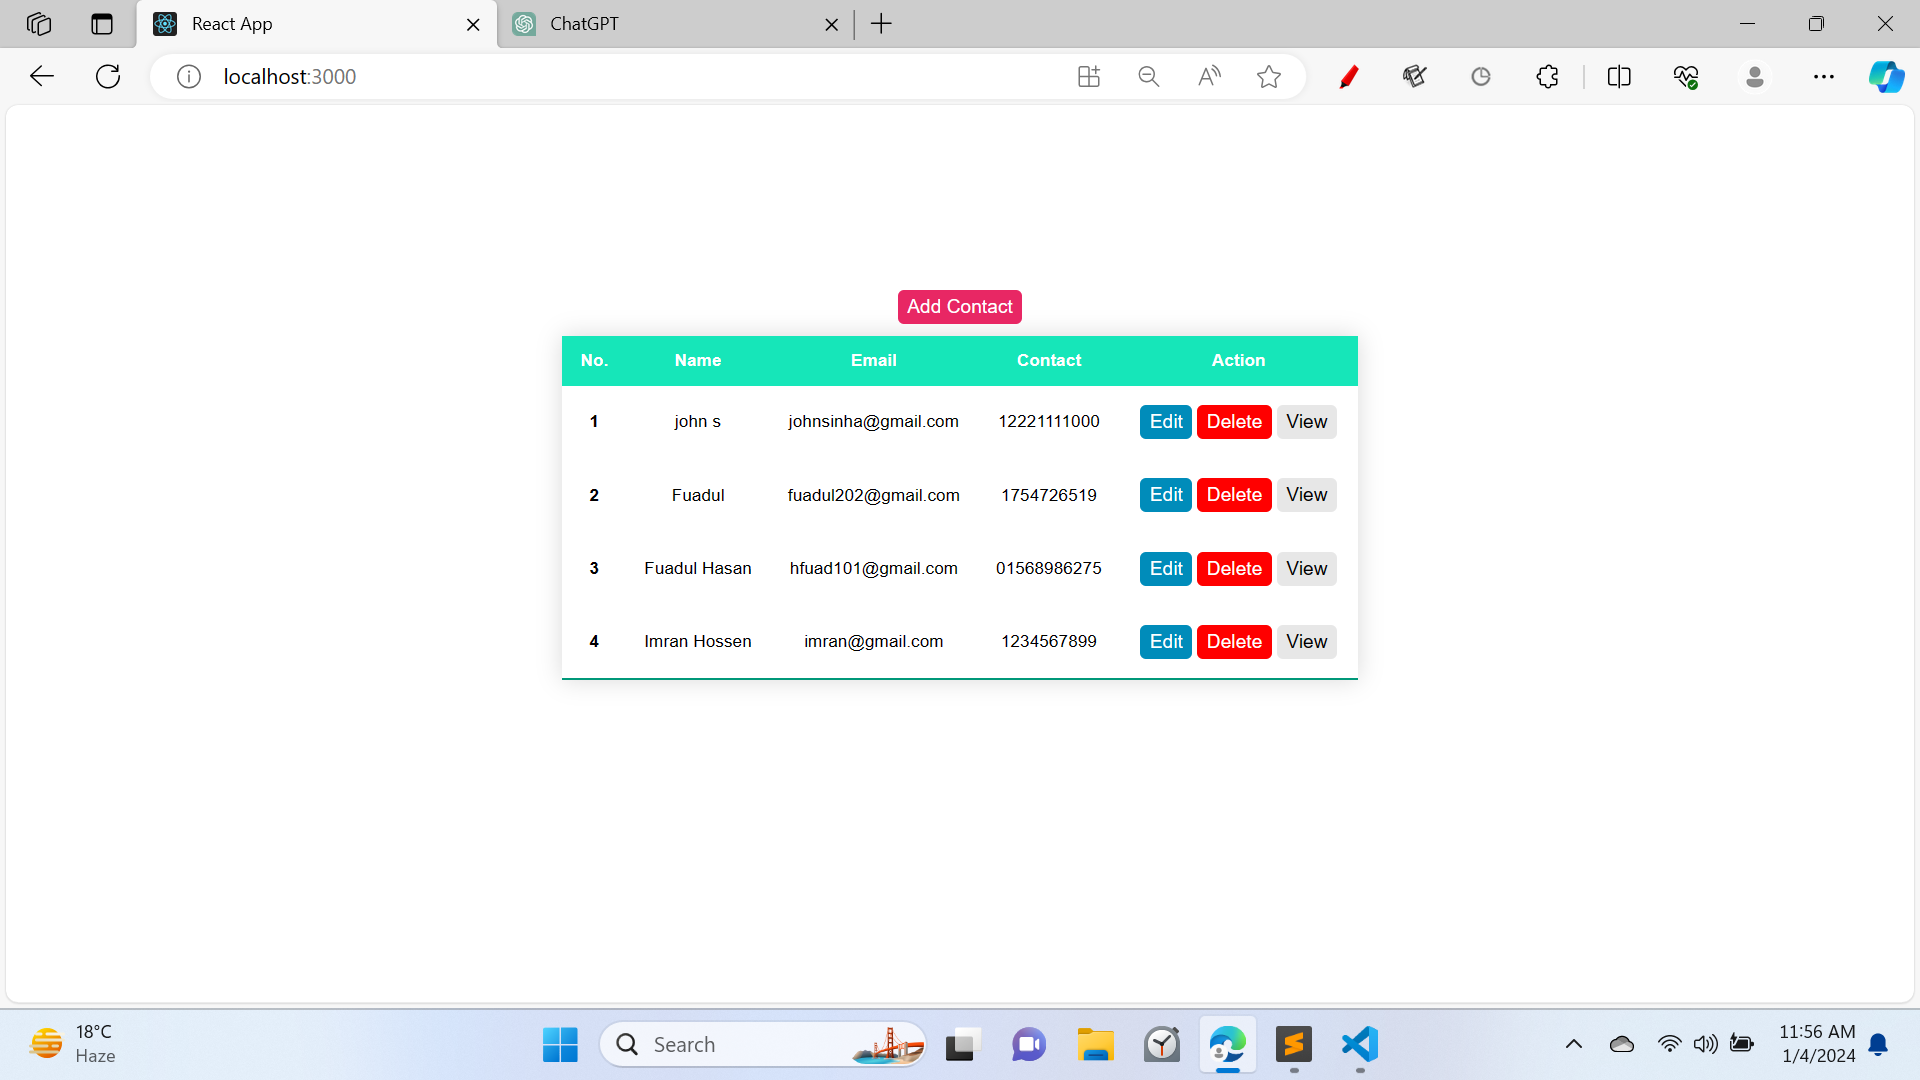 React App
ChatGPT
localhost:3000
Add Contact
No. Name Email Contact Action
1 john s johnsinha@gmail.com 12221111000 Edit Delete View
2 Fuadul fuadul202@gmail.com 1754726519 Edit Delete View
3 Fuadul Hasan hfuad101@gmail.com 01568986275 Edit Delete View
4 Imran Hossen imran@gmail.com 1234567899 Edit Delete View
18°C
Haze
Search
11:56 AM
1/4/2024